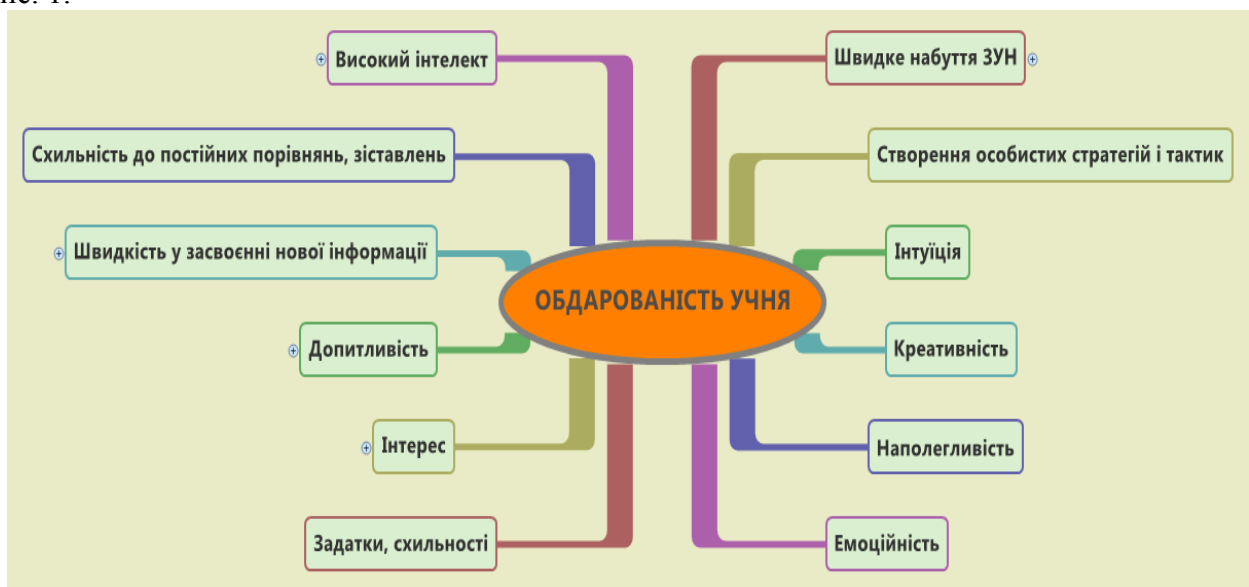 Високий інтелект
Швидке набуття ЗУН
Схильність до постійних порівнянь, зіставлень
Створення особистих стратегій і тактик
Швидкість у засвоєнні нової інформації
Інтуїція
ОБДАРОВАНІСТЬ УЧНЯ
Допитливість
Креативність
Інтерес
Наполегливість
Задатки, схильності
Емоційність